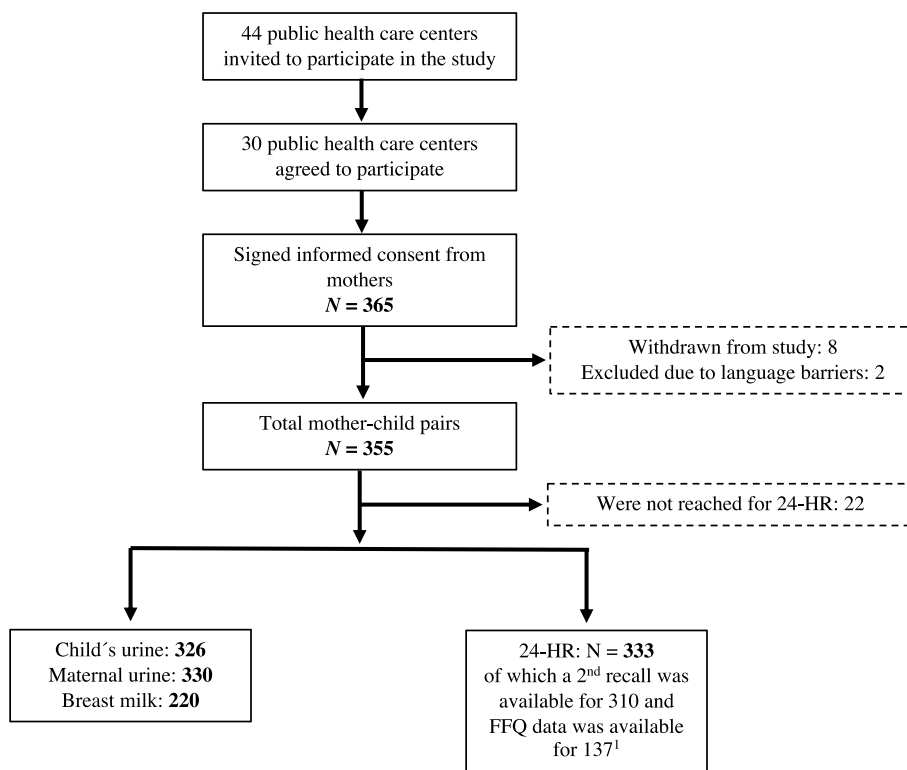 44 public health care centers
invited to participate in the study
30 public health care centers
agreed to participate
Signed informed consent from
mothers
N = 365
Withdrawn from study: 8
Excluded due to language barriers: 2
Total mother-child pairs
N = 355
Were not reached for 24-HR: 22
Child´s urine: 326
Maternal urine: 330
Breast milk: 220
24-HR: N = 333
of which a 2nd recall was
available for 310 and
FFQ data was available
for 137¹